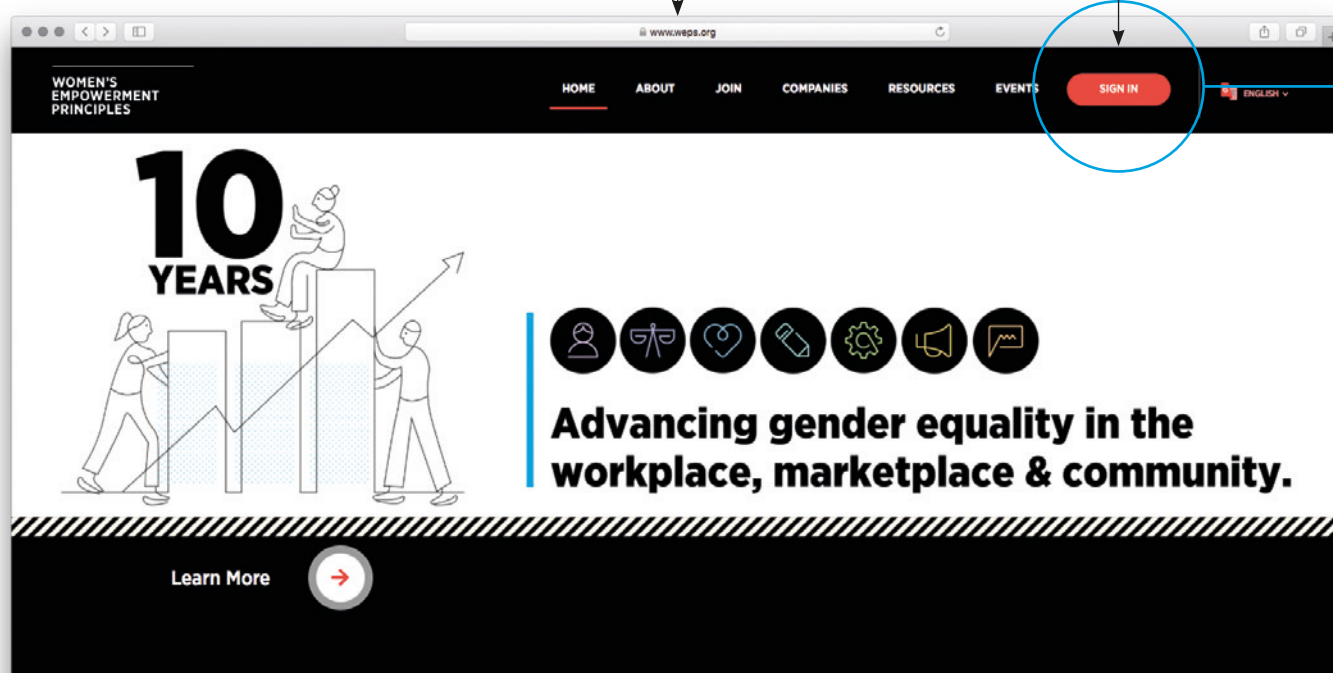 www.weps.org
WOMEN'S
EMPOWERMENT
PRINCIPLES
HOME ABOUT JOIN COMPANIES RESOURCES EVENTS SIGN IN ENGLISH
10
YEARS
Advancing gender equality in the
workplace, marketplace & community.
Learn More